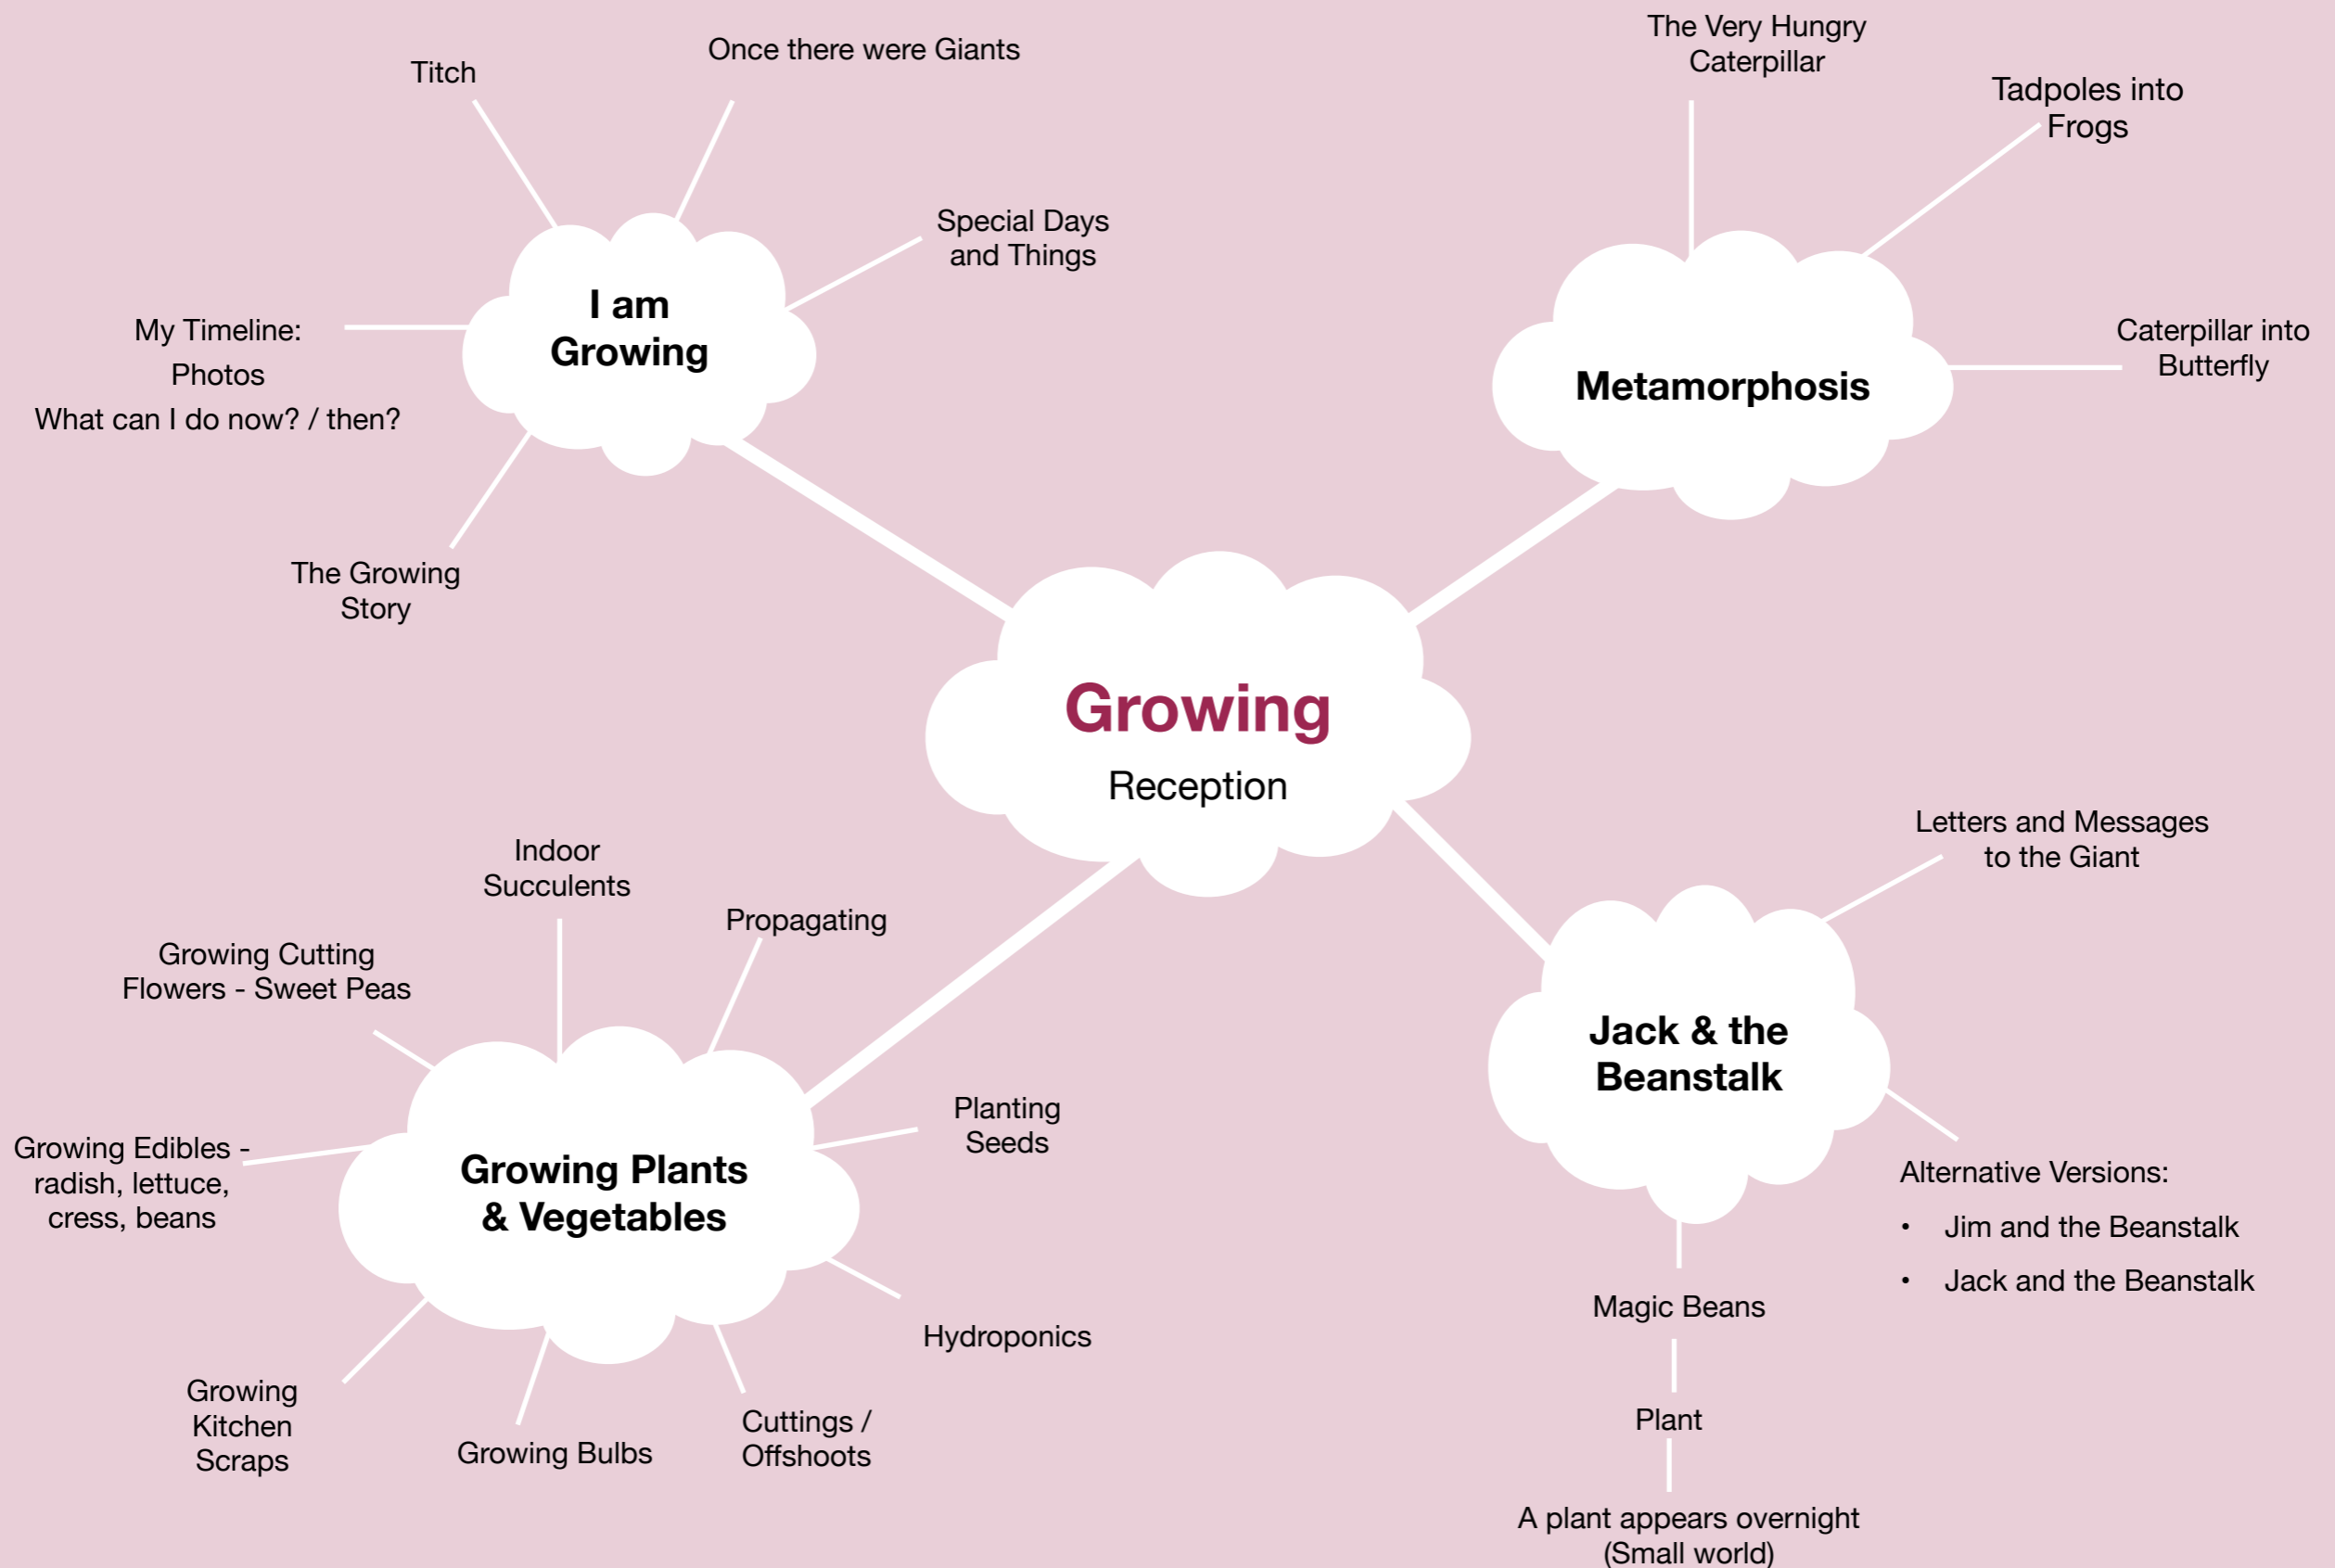 Growing
Reception
I am
Growing
Titch
Once there were Giants
Special Days
and Things
My Timeline:
Photos
What can I do now? / then?
The Growing
Story
Metamorphosis
The Very Hungry
Caterpillar
Tadpoles into
Frogs
Caterpillar into
Butterfly
Growing Plants
& Vegetables
Indoor
Succulents
Propagating
Growing Cutting
Flowers - Sweet Peas
Planting
Seeds
Growing Edibles -
radish, lettuce,
cress, beans
Hydroponics
Growing
Kitchen
Scraps
Growing Bulbs
Cuttings /
Offshoots
Jack & the
Beanstalk
Letters and Messages
to the Giant
Alternative Versions:
• Jim and the Beanstalk
• Jack and the Beanstalk
Magic Beans
Plant
A plant appears overnight
(Small world)